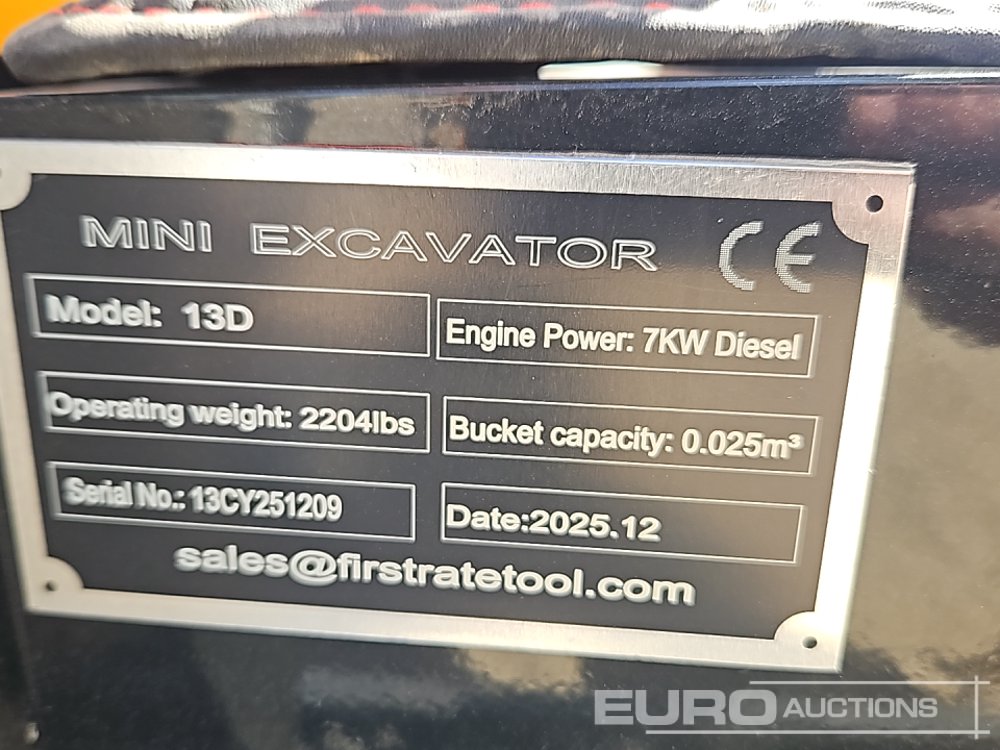 MINI EXCAVATOR CE
Model: 13D
Engine Power: 7KW Diesel
Operating weight: 2204lbs
Bucket capacity: 0.025m³
Serial No.: 13CY251209
Date:2025.12
sales@firstratetool.com
EURO AUCTIONS